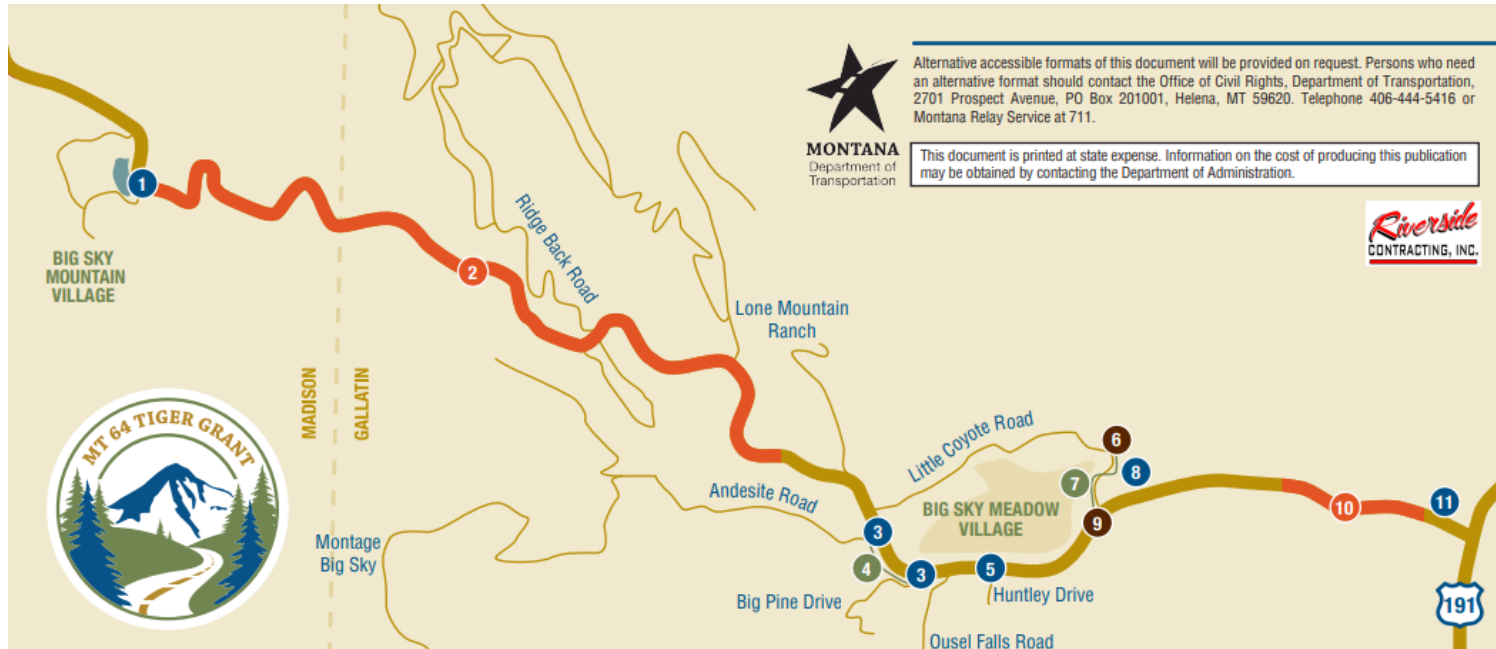 Alternative accessible formats of this document will be provided on request. Persons who need
an alternative format should contact the Office of Civil Rights, Department of Transportation,
2701 Prospect Avenue, PO Box 201001, Helena, MT 59620. Telephone 406-444-5416 or
Montana Relay Service at 711.
MONTANA
Department of
Transportation
This document is printed at state expense. Information on the cost of producing this publication
may be obtained by contacting the Department of Administration.
Riverside
CONTRACTING, INC.
1
BIG SKY
MOUNTAIN
VILLAGE
2
Ridge Back Road
Lone Mountain
Ranch
MADISON
GALLATIN
MT 64 TIGER GRANT
Little Coyote Road
6
8
7
Andesite Road
BIG SKY MEADOW
VILLAGE
9
10
11
3
Montage
Big Sky
4
3
5
Big Pine Drive
Huntley Drive
191
Ousel Falls Road